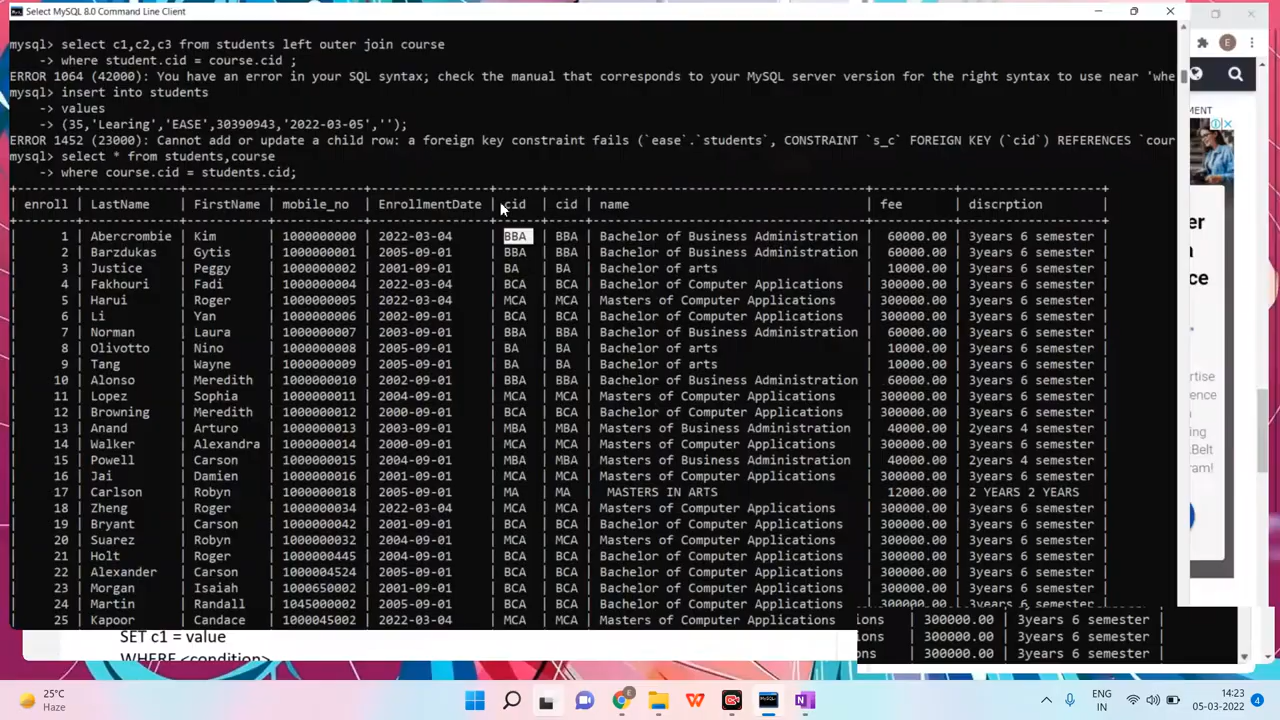 Select MySQL 8.0 Command Line Client
mysql> select c1,c2,c3 from students left outer join course
-> where student.cid = course.cid ;
ERROR 1064 (42000): You have an error in your SQL syntax; check the manual that corresponds to your MySQL server version for the right syntax to use near 'whe
mysql> insert into students
-> values
-> (35,'Learing','EASE',30390943,'2022-03-05','');
ERROR 1452 (23000): Cannot add or update a child row: a foreign key constraint fails (`ease`.`students`, CONSTRAINT `s_c` FOREIGN KEY (`cid`) REFERENCES `cour
mysql> select * from students,course
-> where course.cid = students.cid;
| enroll | LastName | FirstName | mobile_no | EnrollmentDate | cid | cid | name | fee | discrption |
| 1 | Abercrombie | Kim | 1000000000 | 2022-03-04 | BBA | BBA | Bachelor of Business Administration | 60000.00 | 3years 6 semester |
| 2 | Barzdukas | Gytis | 1000000001 | 2005-09-01 | BBA | BBA | Bachelor of Business Administration | 60000.00 | 3years 6 semester |
| 3 | Justice | Peggy | 1000000002 | 2001-09-01 | BA | BA | Bachelor of arts | 10000.00 | 3years 6 semester |
| 4 | Fakhouri | Fadi | 1000000004 | 2022-03-04 | BCA | BCA | Bachelor of Computer Applications | 300000.00 | 3years 6 semester |
| 5 | Harui | Roger | 1000000005 | 2022-03-04 | MCA | MCA | Masters of Computer Applications | 300000.00 | 3years 6 semester |
| 6 | Li | Yan | 1000000006 | 2002-09-01 | BCA | BCA | Bachelor of Computer Applications | 300000.00 | 3years 6 semester |
| 7 | Norman | Laura | 1000000007 | 2003-09-01 | BBA | BBA | Bachelor of Business Administration | 60000.00 | 3years 6 semester |
| 8 | Olivotto | Nino | 1000000008 | 2005-09-01 | BA | BA | Bachelor of arts | 10000.00 | 3years 6 semester |
| 9 | Tang | Wayne | 1000000009 | 2005-09-01 | BA | BA | Bachelor of arts | 10000.00 | 3years 6 semester |
| 10 | Alonso | Meredith | 1000000010 | 2002-09-01 | BBA | BBA | Bachelor of Business Administration | 60000.00 | 3years 6 semester |
| 11 | Lopez | Sophia | 1000000011 | 2004-09-01 | MCA | MCA | Masters of Computer Applications | 300000.00 | 3years 6 semester |
| 12 | Browning | Meredith | 1000000012 | 2000-09-01 | BCA | BCA | Bachelor of Computer Applications | 300000.00 | 3years 6 semester |
| 13 | Anand | Arturo | 1000000013 | 2003-09-01 | MBA | MBA | Masters of Business Administration | 40000.00 | 2years 4 semester |
| 14 | Walker | Alexandra | 1000000014 | 2000-09-01 | MCA | MCA | Masters of Computer Applications | 300000.00 | 3years 6 semester |
| 15 | Powell | Carson | 1000000015 | 2004-09-01 | MBA | MBA | Masters of Business Administration | 40000.00 | 2years 4 semester |
| 16 | Jai | Damien | 1000000016 | 2001-09-01 | MCA | MCA | Masters of Computer Applications | 300000.00 | 3years 6 semester |
| 17 | Carlson | Robyn | 1000000018 | 2005-09-01 | MA | MA | MASTERS IN ARTS | 12000.00 | 2 YEARS 2 YEARS |
| 18 | Zheng | Roger | 1000000034 | 2022-03-04 | MCA | MCA | Masters of Computer Applications | 300000.00 | 3years 6 semester |
| 19 | Bryant | Carson | 1000000042 | 2001-09-01 | BCA | BCA | Bachelor of Computer Applications | 300000.00 | 3years 6 semester |
| 20 | Suarez | Robyn | 1000000032 | 2004-09-01 | MCA | MCA | Masters of Computer Applications | 300000.00 | 3years 6 semester |
| 21 | Holt | Roger | 1000000445 | 2004-09-01 | BCA | BCA | Bachelor of Computer Applications | 300000.00 | 3years 6 semester |
| 22 | Alexander | Carson | 1000004524 | 2004-09-01 | BCA | BCA | Bachelor of Computer Applications | 300000.00 | 3years 6 semester |
| 23 | Morgan | Isaiah | 1000650002 | 2001-09-01 | BCA | BCA | Bachelor of Computer Applications | 300000.00 | 3years 6 semester |
| 24 | Martin | Randall | 1045000002 | 2005-09-01 | BCA | BCA | Bachelor of Computer Applications | 300000.00 | 3years 6 semester |
| 25 | Kapoor | Candace | 1000045002 | 2022-03-04 | MCA | MCA | Masters of Computer Applicat
ions | 300000.00 | 3years 6 semester |
ions | 300000.00 | 3years 6 semester |
ons | 300000.00 | 3years 6 semester |
SET c1 = value
WHERE <condition>
E
MENT
er
r
ce
rtise
ence
ng
kBelt
ram!
25°C
Haze
ENG
IN
14:23
05-03-2022
4